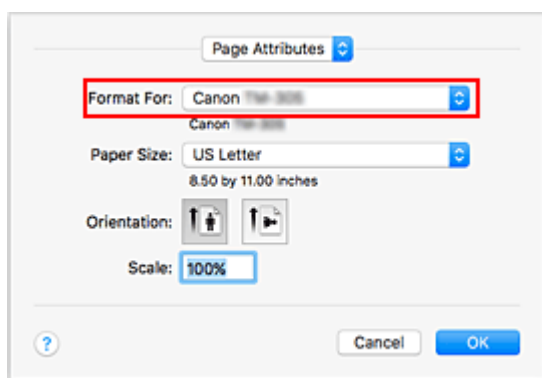 Page Attributes
Format For: Canon
Canon
Paper Size: US Letter
8.50 by 11.00 inches
Orientation:
Scale: 100%
? Cancel OK